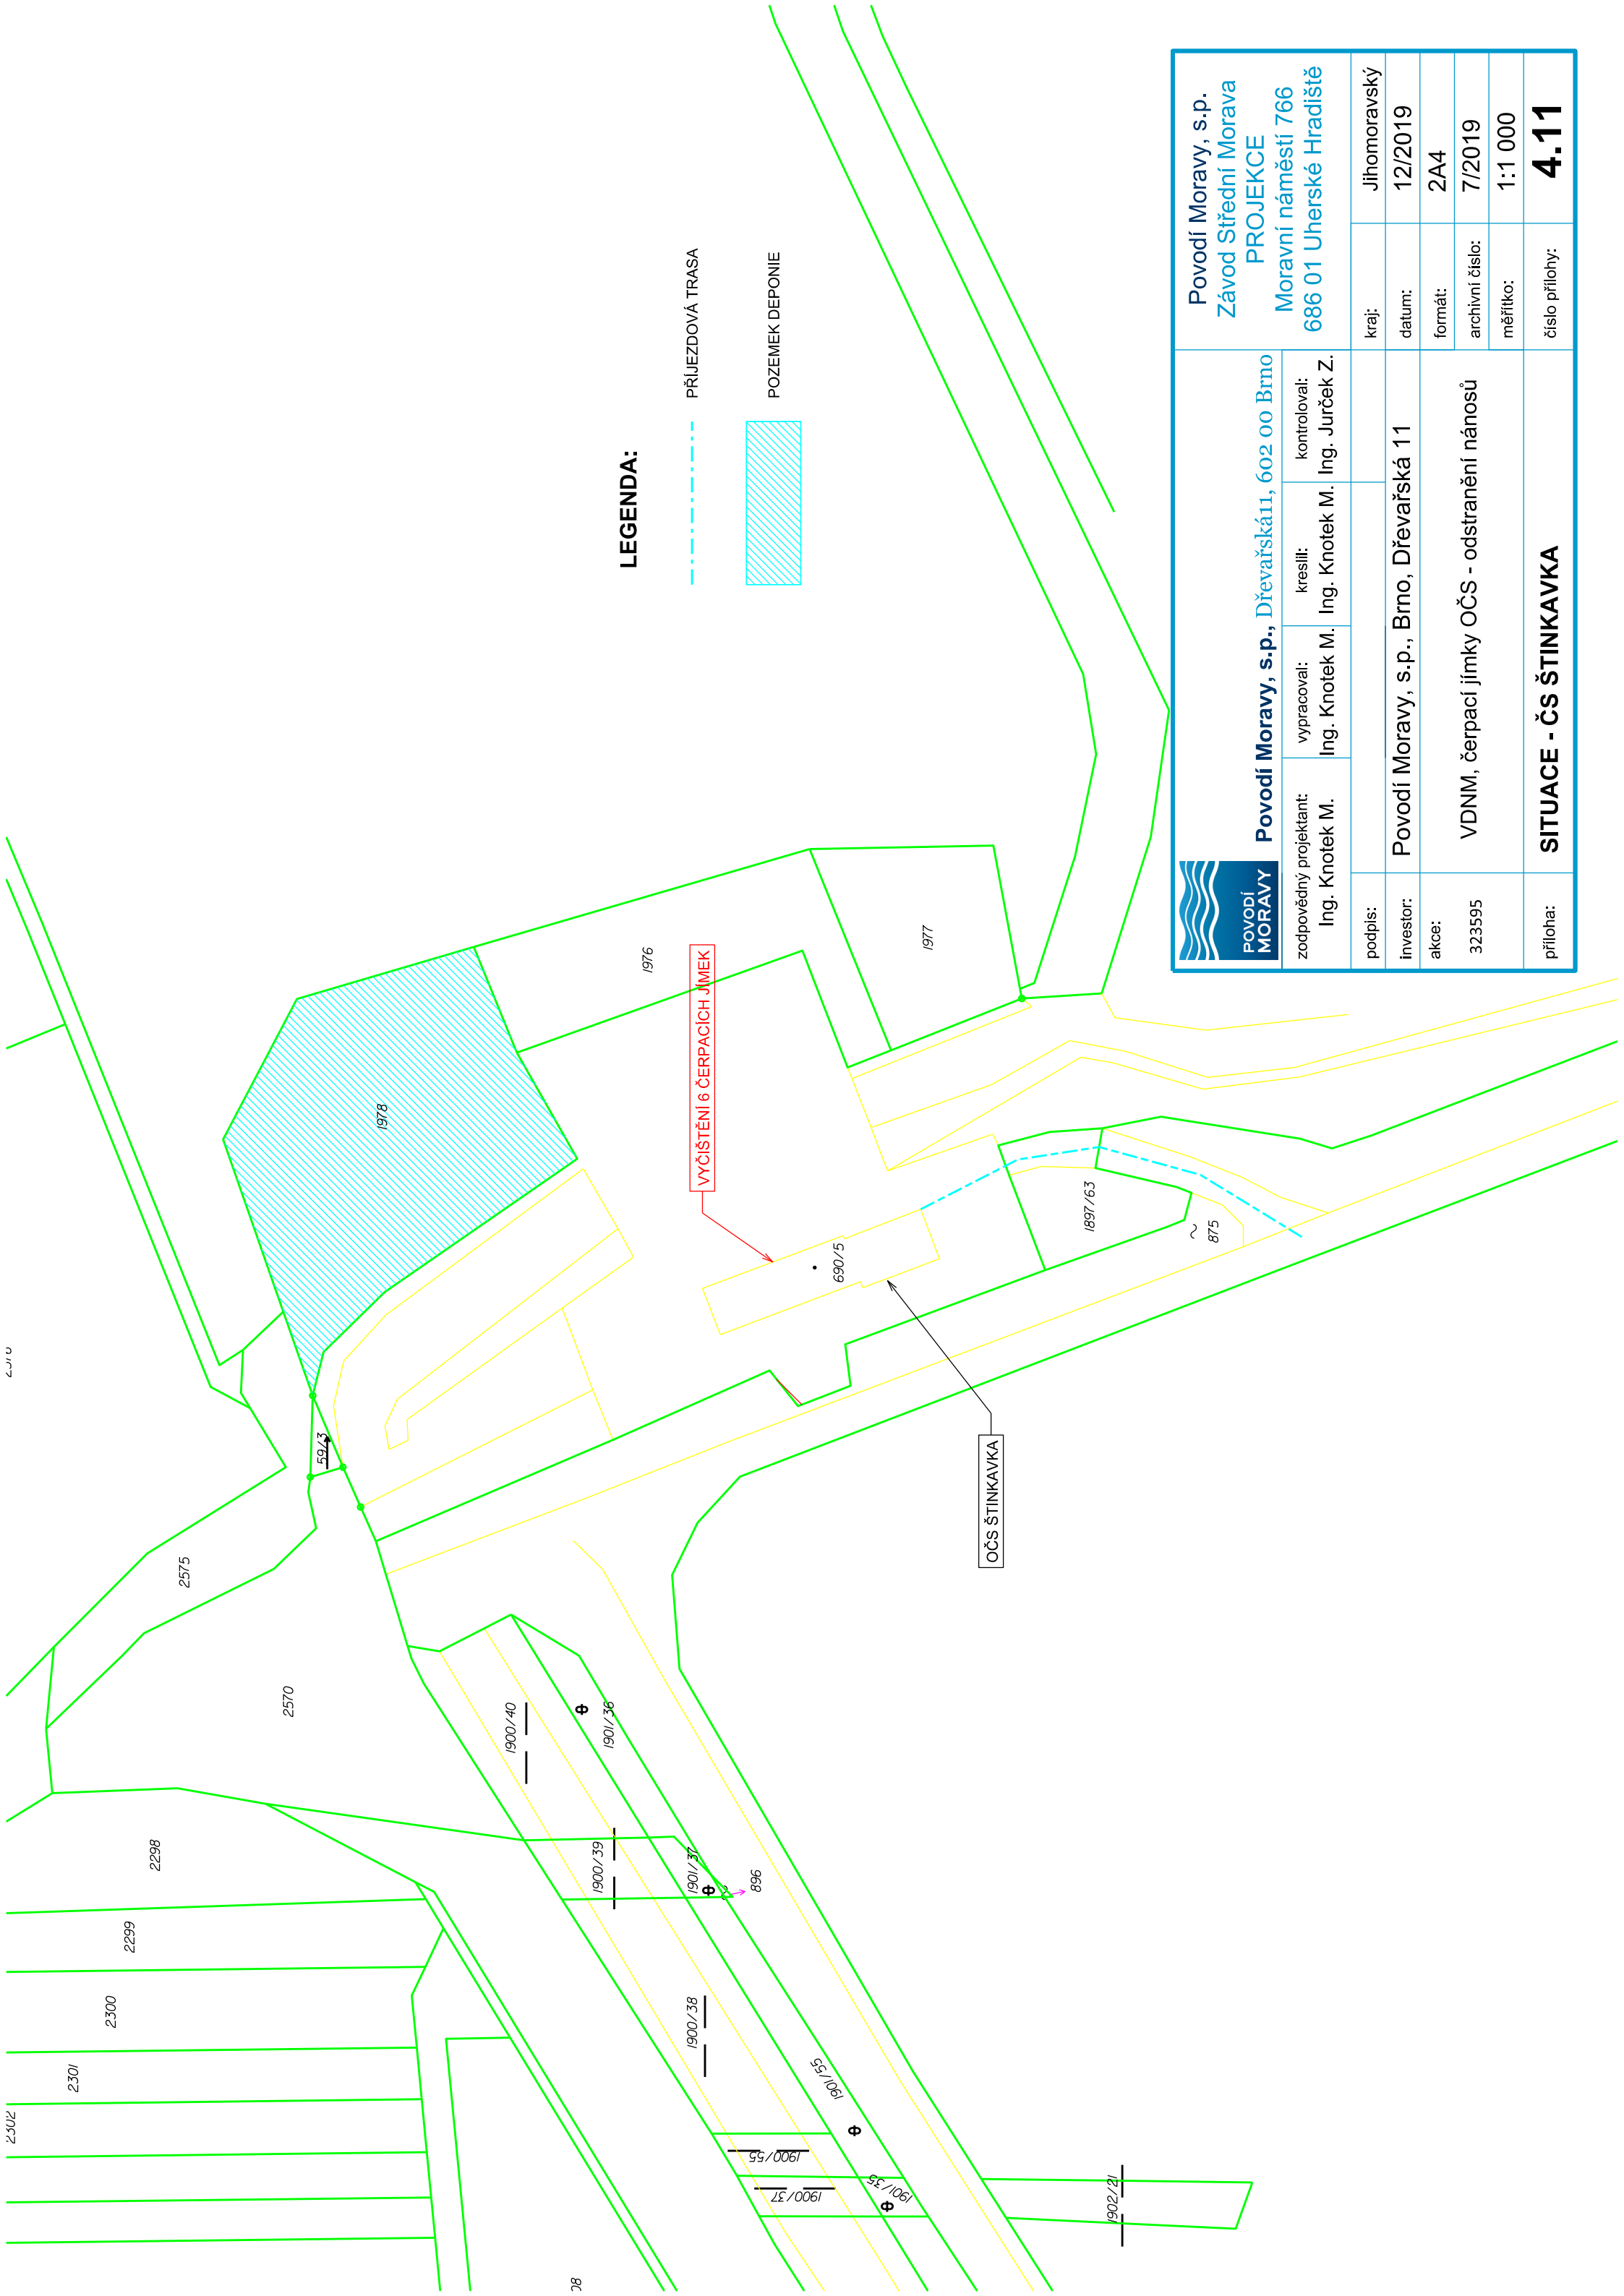 LEGENDA:
PŘÍJEZDOVÁ TRASA
POZEMEK DEPONIE
VYČIŠTĚNÍ 6 ČERPACÍCH JÍMEK
OČS ŠTINKAVKA
2302
2301
2300
2299
2298
2575
2570
59/3
1978
1976
1977
690/5
1897/63
875
1900/40
1901/36
1900/39
1901/37
896
1900/38
1901/55
1900/55
1900/37
1901/35
1902/21
POVODÍ
MORAVY
Povodí Moravy, s.p., Dřevařská11, 602 00 Brno
Povodí Moravy, s.p.
Závod Střední Morava
PROJEKCE
Moravní náměstí 766
686 01 Uherské Hradiště
zodpovědný projektant: vypracoval: kreslil: kontroloval:
Ing. Knotek M. Ing. Knotek M. Ing. Knotek M. Ing. Jurček Z.
podpis: kraj: Jihomoravský
investor: Povodí Moravy, s.p., Brno, Dřevařská 11 datum: 12/2019
akce: formát: 2A4
323595 VDNM, čerpací jímky OČS - odstranění nánosů archivní číslo: 7/2019
měřítko: 1:1 000
příloha: SITUACE - ČS ŠTINKAVKA číslo přílohy: 4.11